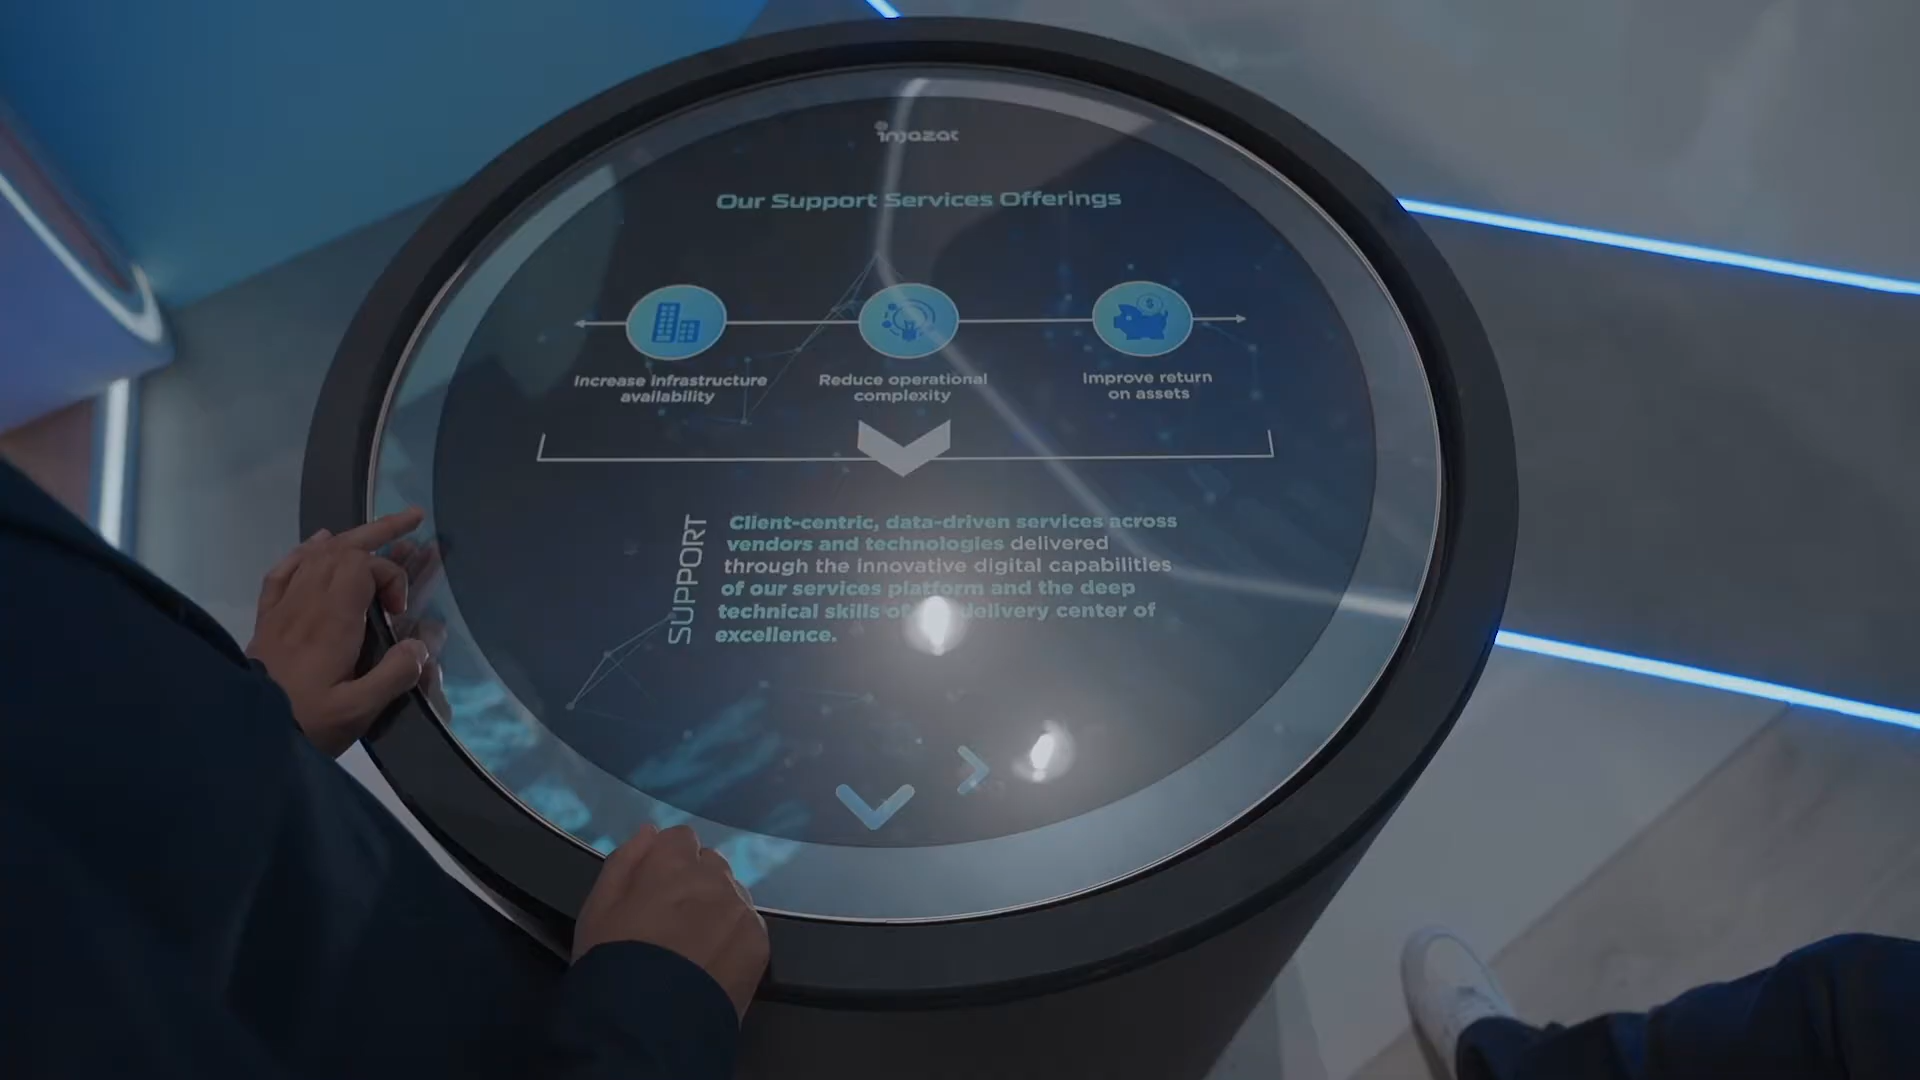 injazat
Our Support Services Offerings
Increase infrastructure
availability
Reduce operational
complexity
Improve return
on assets
SUPPORT
Client-centric, data-driven services across
vendors and technologies delivered
through the innovative digital capabilities
of our services platform and the deep
technical skills of delivery center of
excellence.